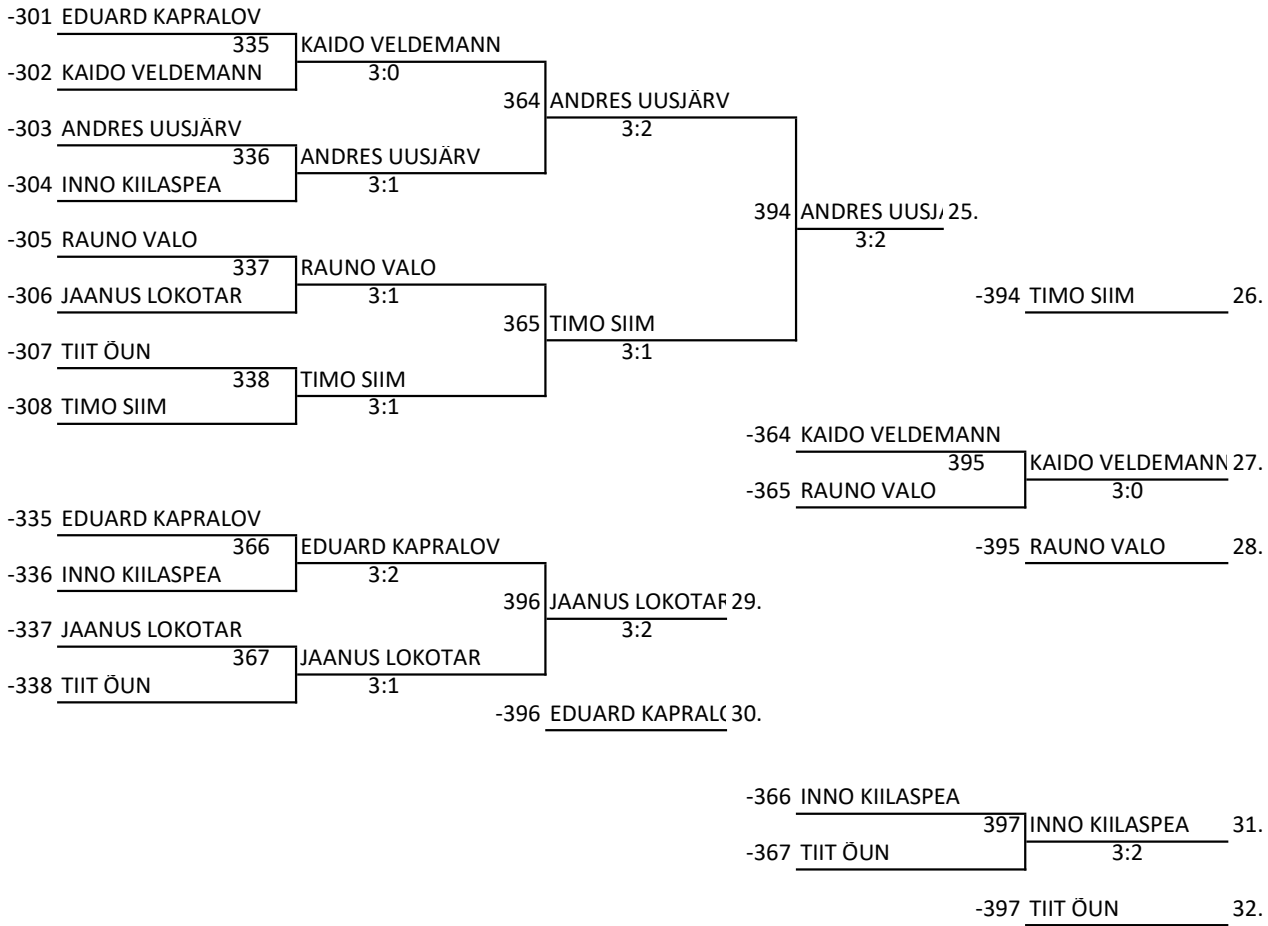 -301 EDUARD KAPRALOV
335 KAIDO VELDEMANN
-302 KAIDO VELDEMANN 3:0
364 ANDRES UUSJÄRV
-303 ANDRES UUSJÄRV 3:2
336 ANDRES UUSJÄRV
-304 INNO KIILASPEA 3:1
394 ANDRES UUSJ 25.
-305 RAUNO VALO 3:2
337 RAUNO VALO
-306 JAANUS LOKOTAR 3:1 -394 TIMO SIIM 26.
365 TIMO SIIM
-307 TIIT ÕUN 3:1
338 TIMO SIIM
-308 TIMO SIIM 3:1
-364 KAIDO VELDEMANN
395 KAIDO VELDEMANN 27.
-365 RAUNO VALO 3:0
-335 EDUARD KAPRALOV
366 EDUARD KAPRALOV -395 RAUNO VALO 28.
-336 INNO KIILASPEA 3:2
396 JAANUS LOKOTAR 29.
-337 JAANUS LOKOTAR 3:2
367 JAANUS LOKOTAR
-338 TIIT ÕUN 3:1
-396 EDUARD KAPRALO 30.
-366 INNO KIILASPEA
397 INNO KIILASPEA 31.
-367 TIIT ÕUN 3:2
-397 TIIT ÕUN 32.